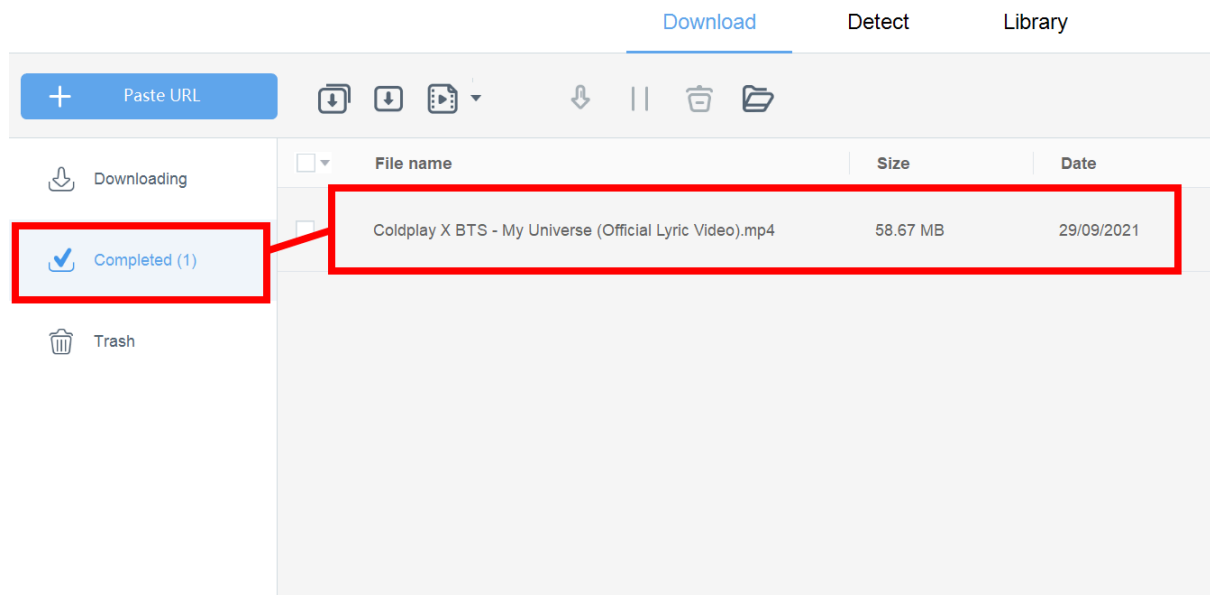 Download Detect Library
Paste URL
File name Size Date
Downloading
Coldplay X BTS - My Universe (Official Lyric Video).mp4 58.67 MB 29/09/2021
Completed (1)
Trash